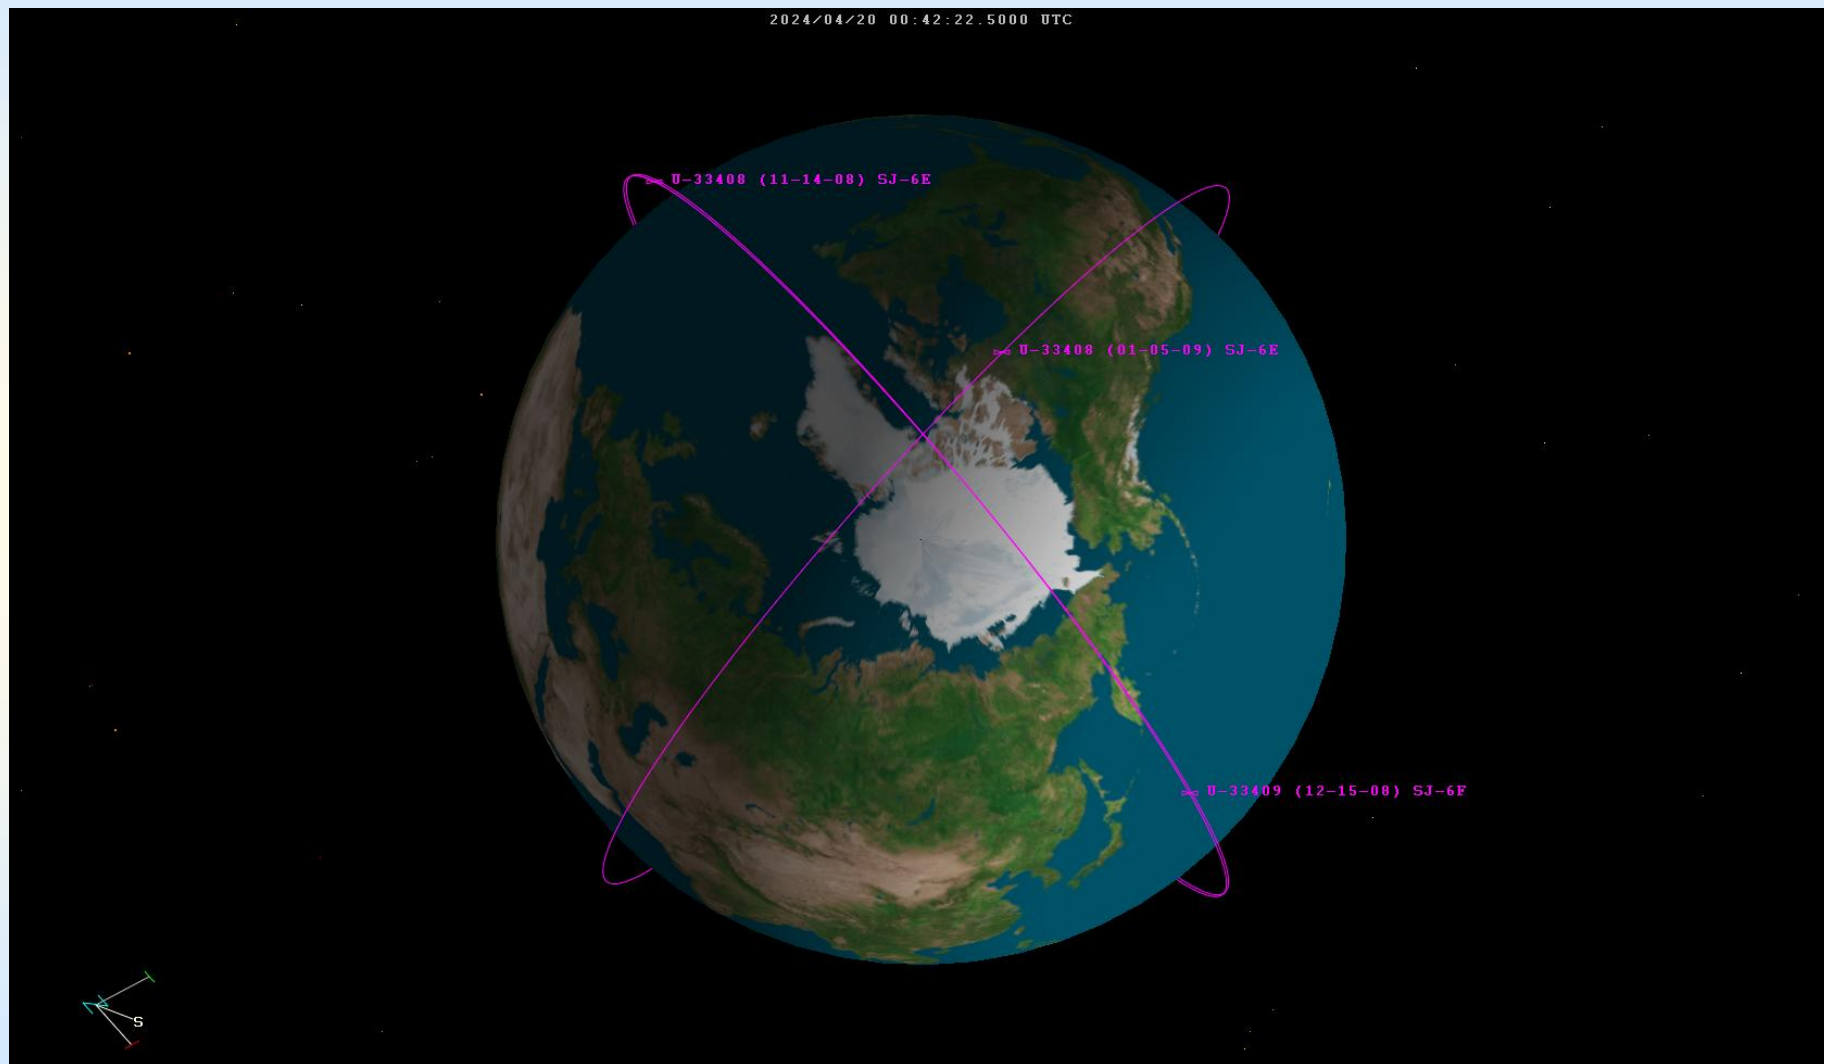 2024/04/20 00:42:22.5000 UTC
U-33408 (11-14-08) SJ-6E
U-33408 (01-05-09) SJ-6E
U-33409 (12-15-08) SJ-6F
S